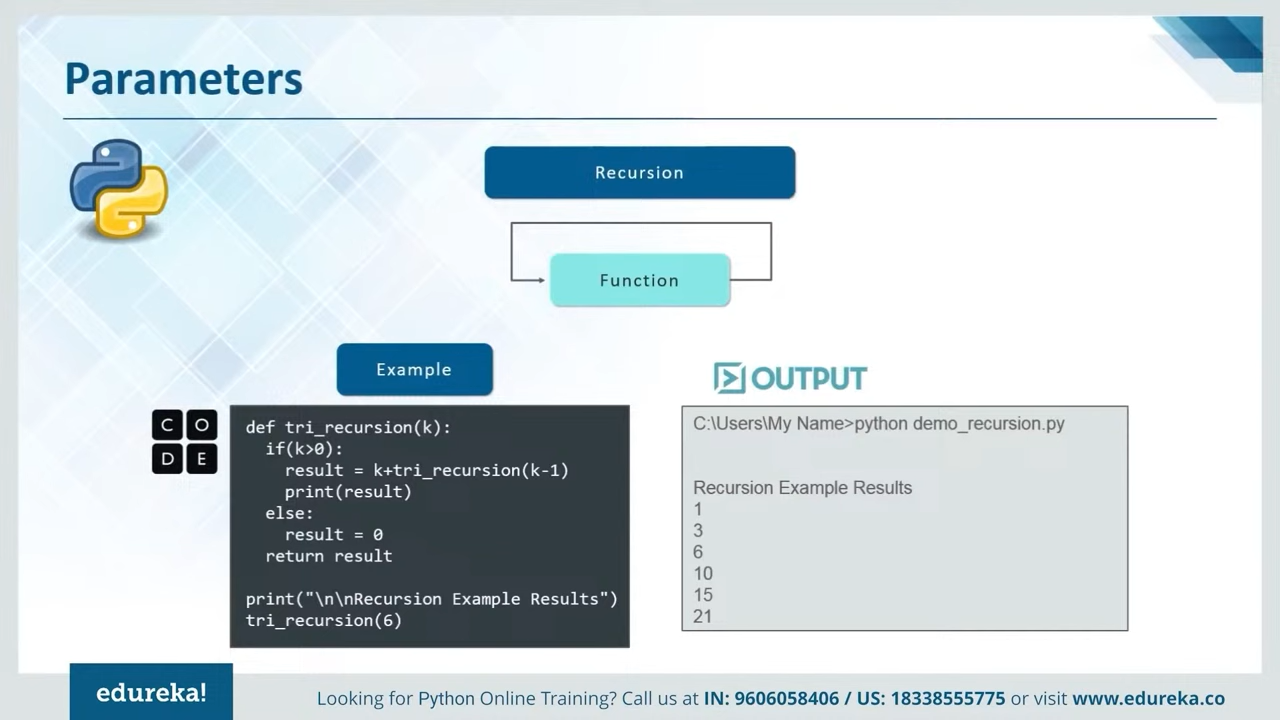 Parameters
Recursion
Function
Example
OUTPUT
C O
D E
def tri_recursion(k):
  if(k>0):
    result = k+tri_recursion(k-1)
    print(result)
  else:
    result = 0
  return result
print("\n\nRecursion Example Results")
tri_recursion(6)
C:\Users\My Name>python demo_recursion.py
Recursion Example Results
1
3
6
10
15
21
edureka!
Looking for Python Online Training? Call us at IN: 9606058406 / US: 18338555775 or visit www.edureka.co